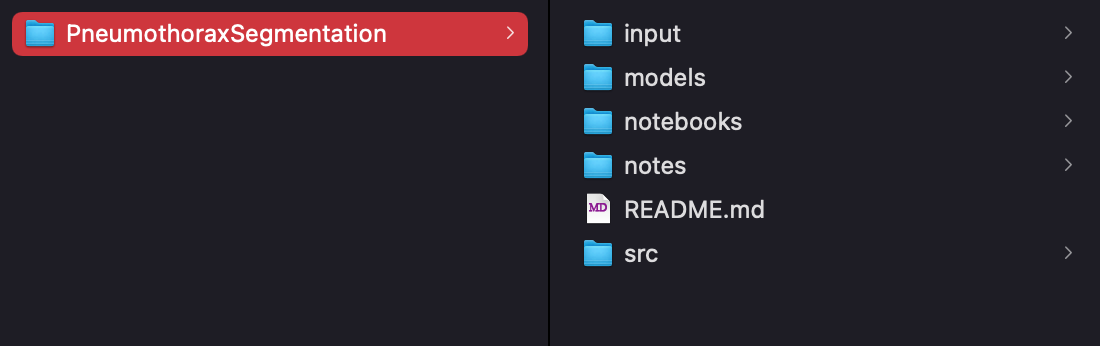 PneumothoraxSegmentation
input
models
notebooks
notes
MD README.md
src